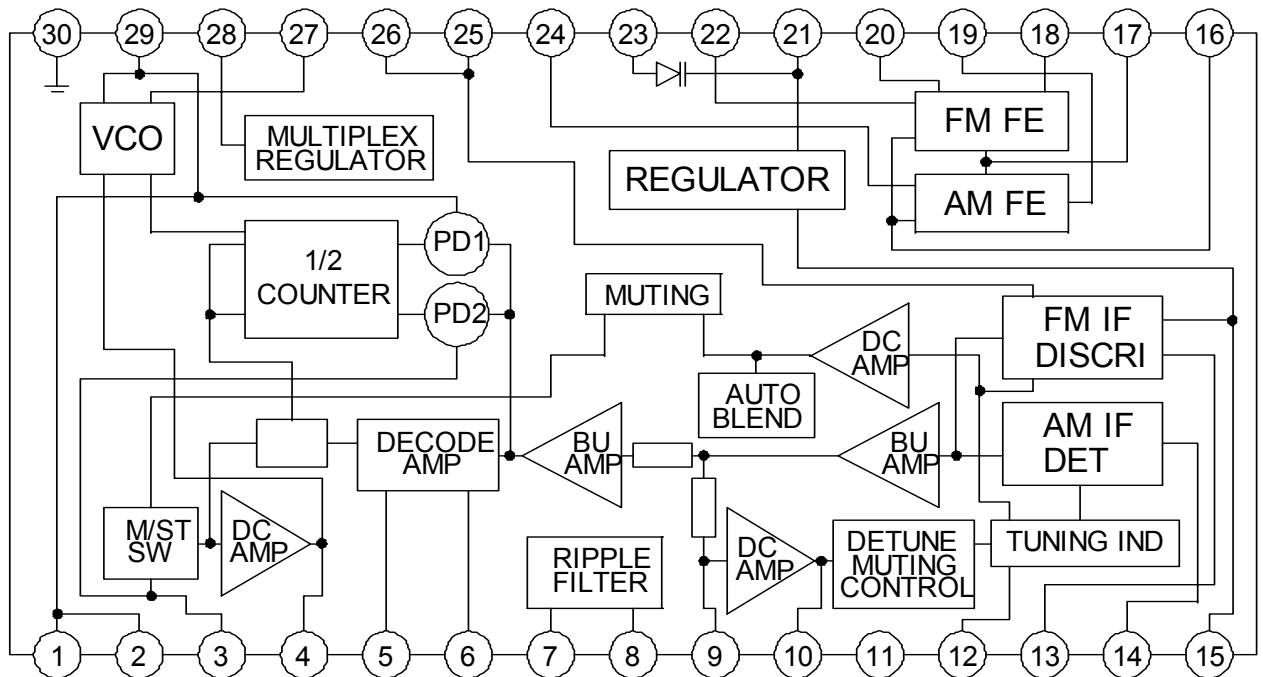 30 29 28 27 26 25 24 23 22 21 20 19 18 17 16
VCO
MULTIPLEX
REGULATOR
REGULATOR
FM FE
AM FE
PD1
1/2
COUNTER
PD2
MUTING
DC
AMP
FM IF
DISCRI
AUTO
BLEND
DECODE
AMP
BU
AMP
BU
AMP
AM IF
DET
M/ST
SW
DC
AMP
RIPPLE
FILTER
DC
AMP
DETUNE
MUTING
CONTROL
TUNING IND
1 2 3 4 5 6 7 8 9 10 11 12 13 14 15